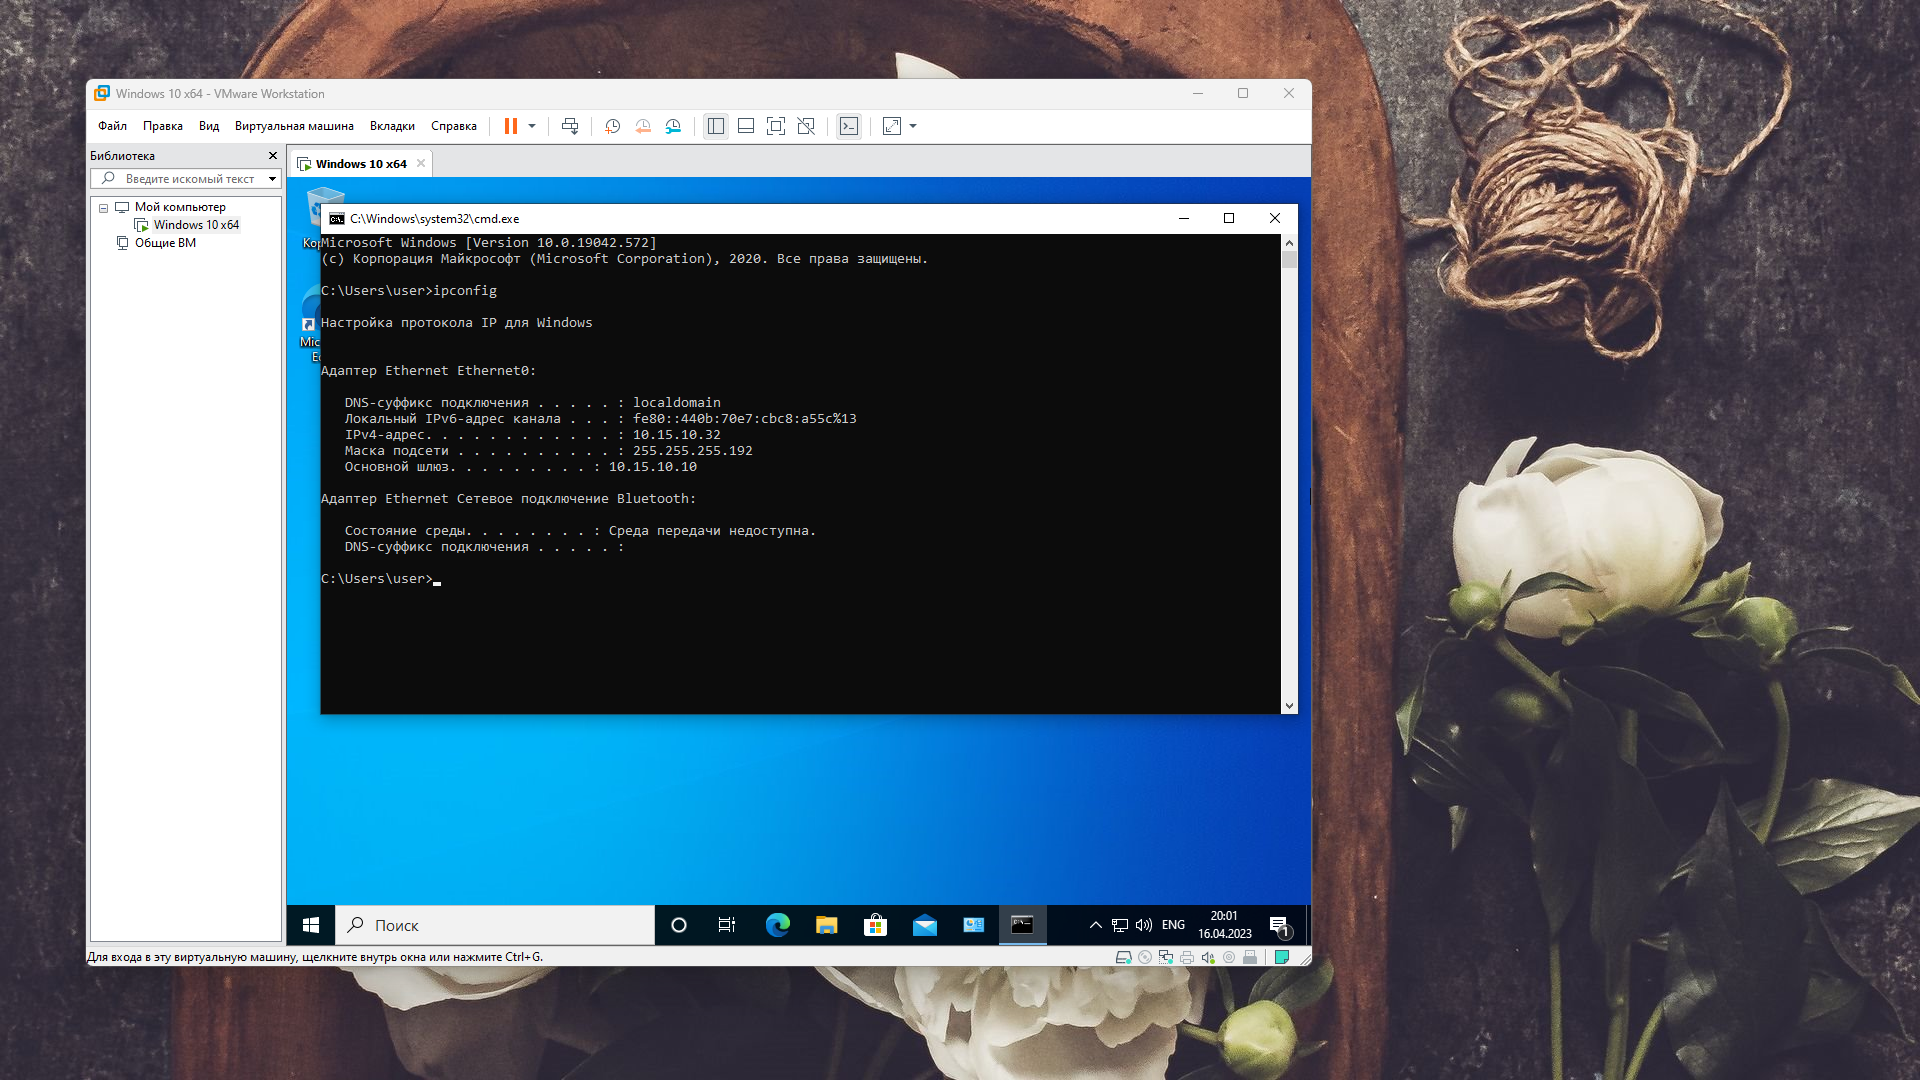 Windows 10 x64 - VMware Workstation
Файл Правка Вид Виртуальная машина Вкладки Справка
Библиотека
Введите искомый текст
Мой компьютер
Windows 10 x64
Общие ВМ
Windows 10 x64
C:\Windows\system32\cmd.exe
Microsoft Windows [Version 10.0.19042.572]
(c) Корпорация Майкрософт (Microsoft Corporation), 2020. Все права защищены.
C:\Users\user>ipconfig
Настройка протокола IP для Windows
Адаптер Ethernet Ethernet0:
DNS-суффикс подключения . . . . . : localdomain
Локальный IPv6-адрес канала . . . : fe80::440b:70e7:cbc8:a55c%13
IPv4-адрес. . . . . . . . . . . . : 10.15.10.32
Маска подсети . . . . . . . . . . : 255.255.255.192
Основной шлюз. . . . . . . . . : 10.15.10.10
Адаптер Ethernet Сетевое подключение Bluetooth:
Состояние среды. . . . . . . . : Среда передачи недоступна.
DNS-суффикс подключения . . . . . :
C:\Users\user>
Поиск
ENG
20:01
16.04.2023
1
Для входа в эту виртуальную машину, щелкните внутрь окна или нажмите Ctrl+G.